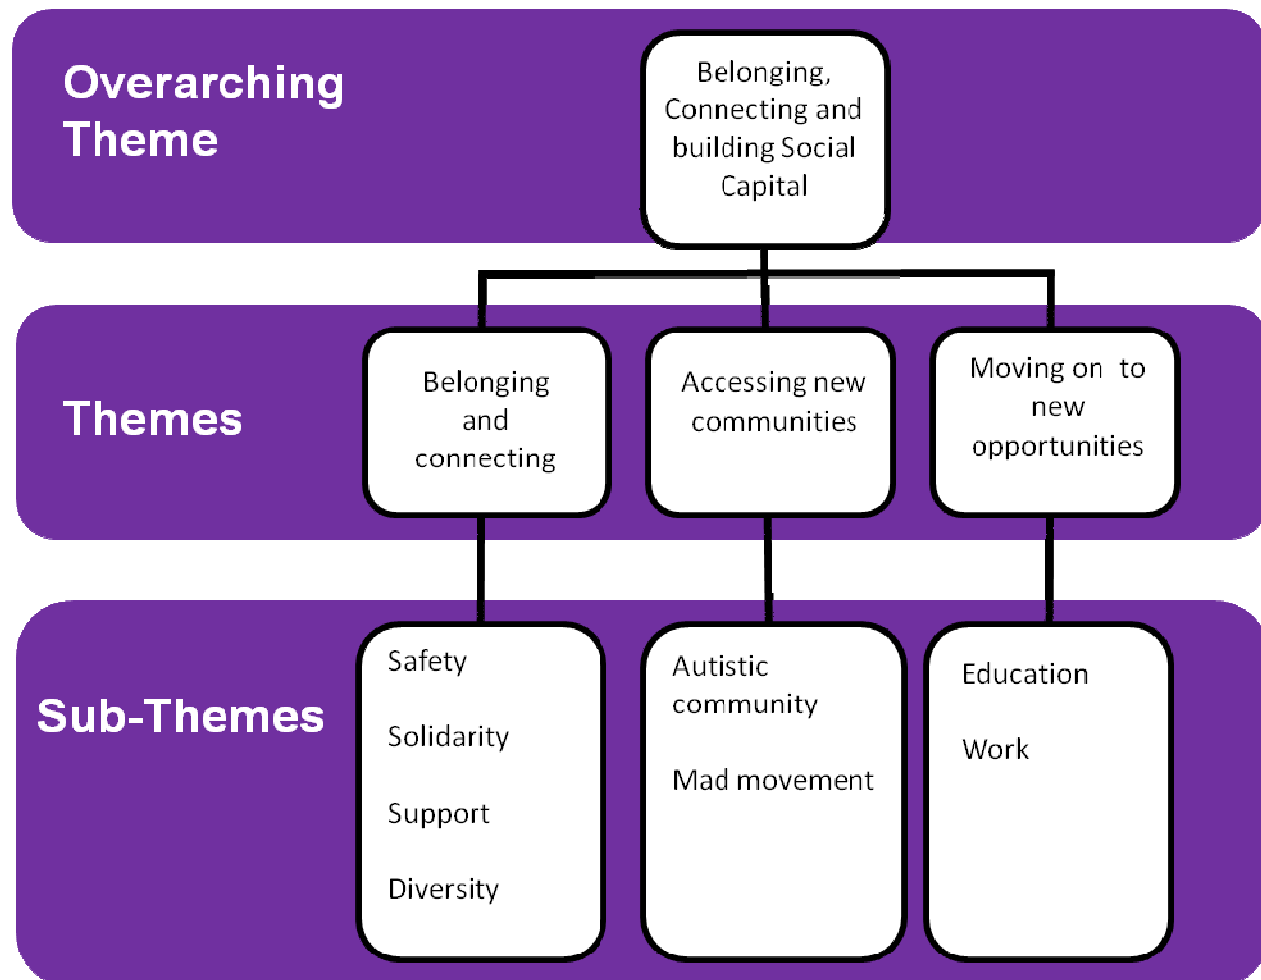 Overarching
Theme
Belonging,
Connecting and
building Social
Capital
Themes
Belonging
and
connecting
Accessing new
communities
Moving on to
new
opportunities
Sub-Themes
Safety
Solidarity
Support
Diversity
Autistic
community
Mad movement
Education
Work